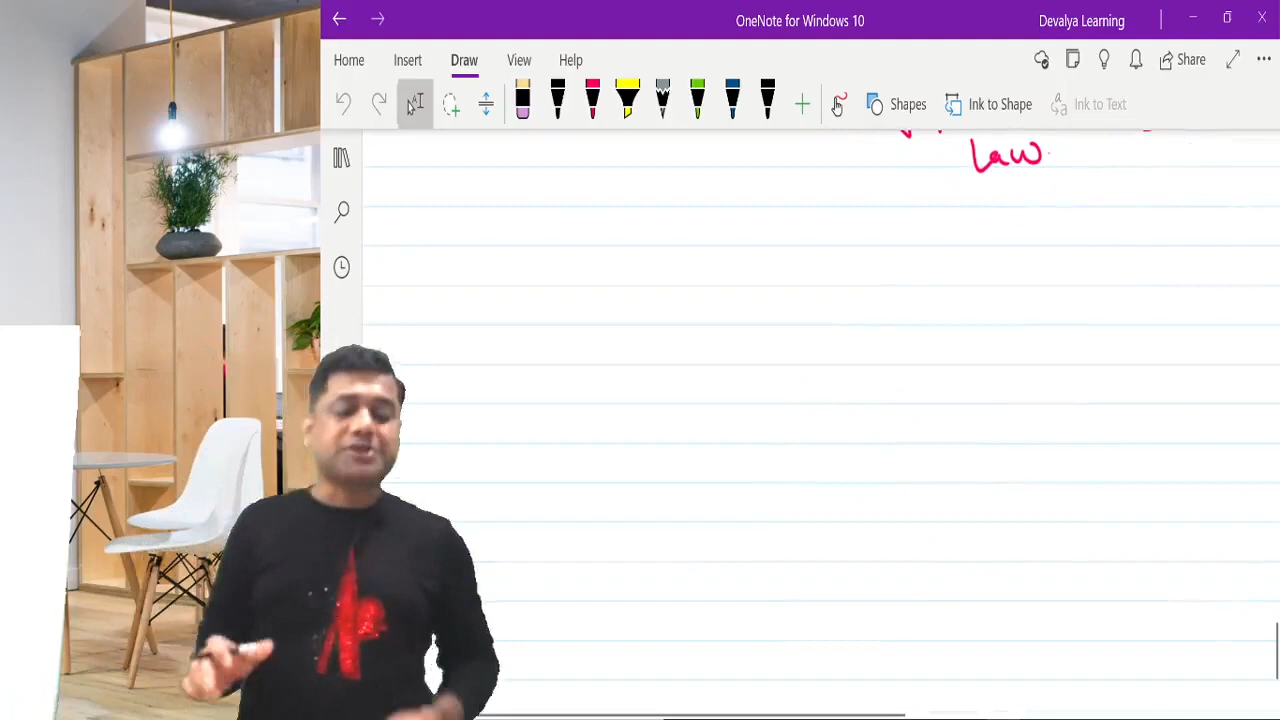 OneNote for Windows 10
Devalya Learning
Home Insert Draw View Help
Share
Shapes
Ink to Shape
Ink to Text
Law